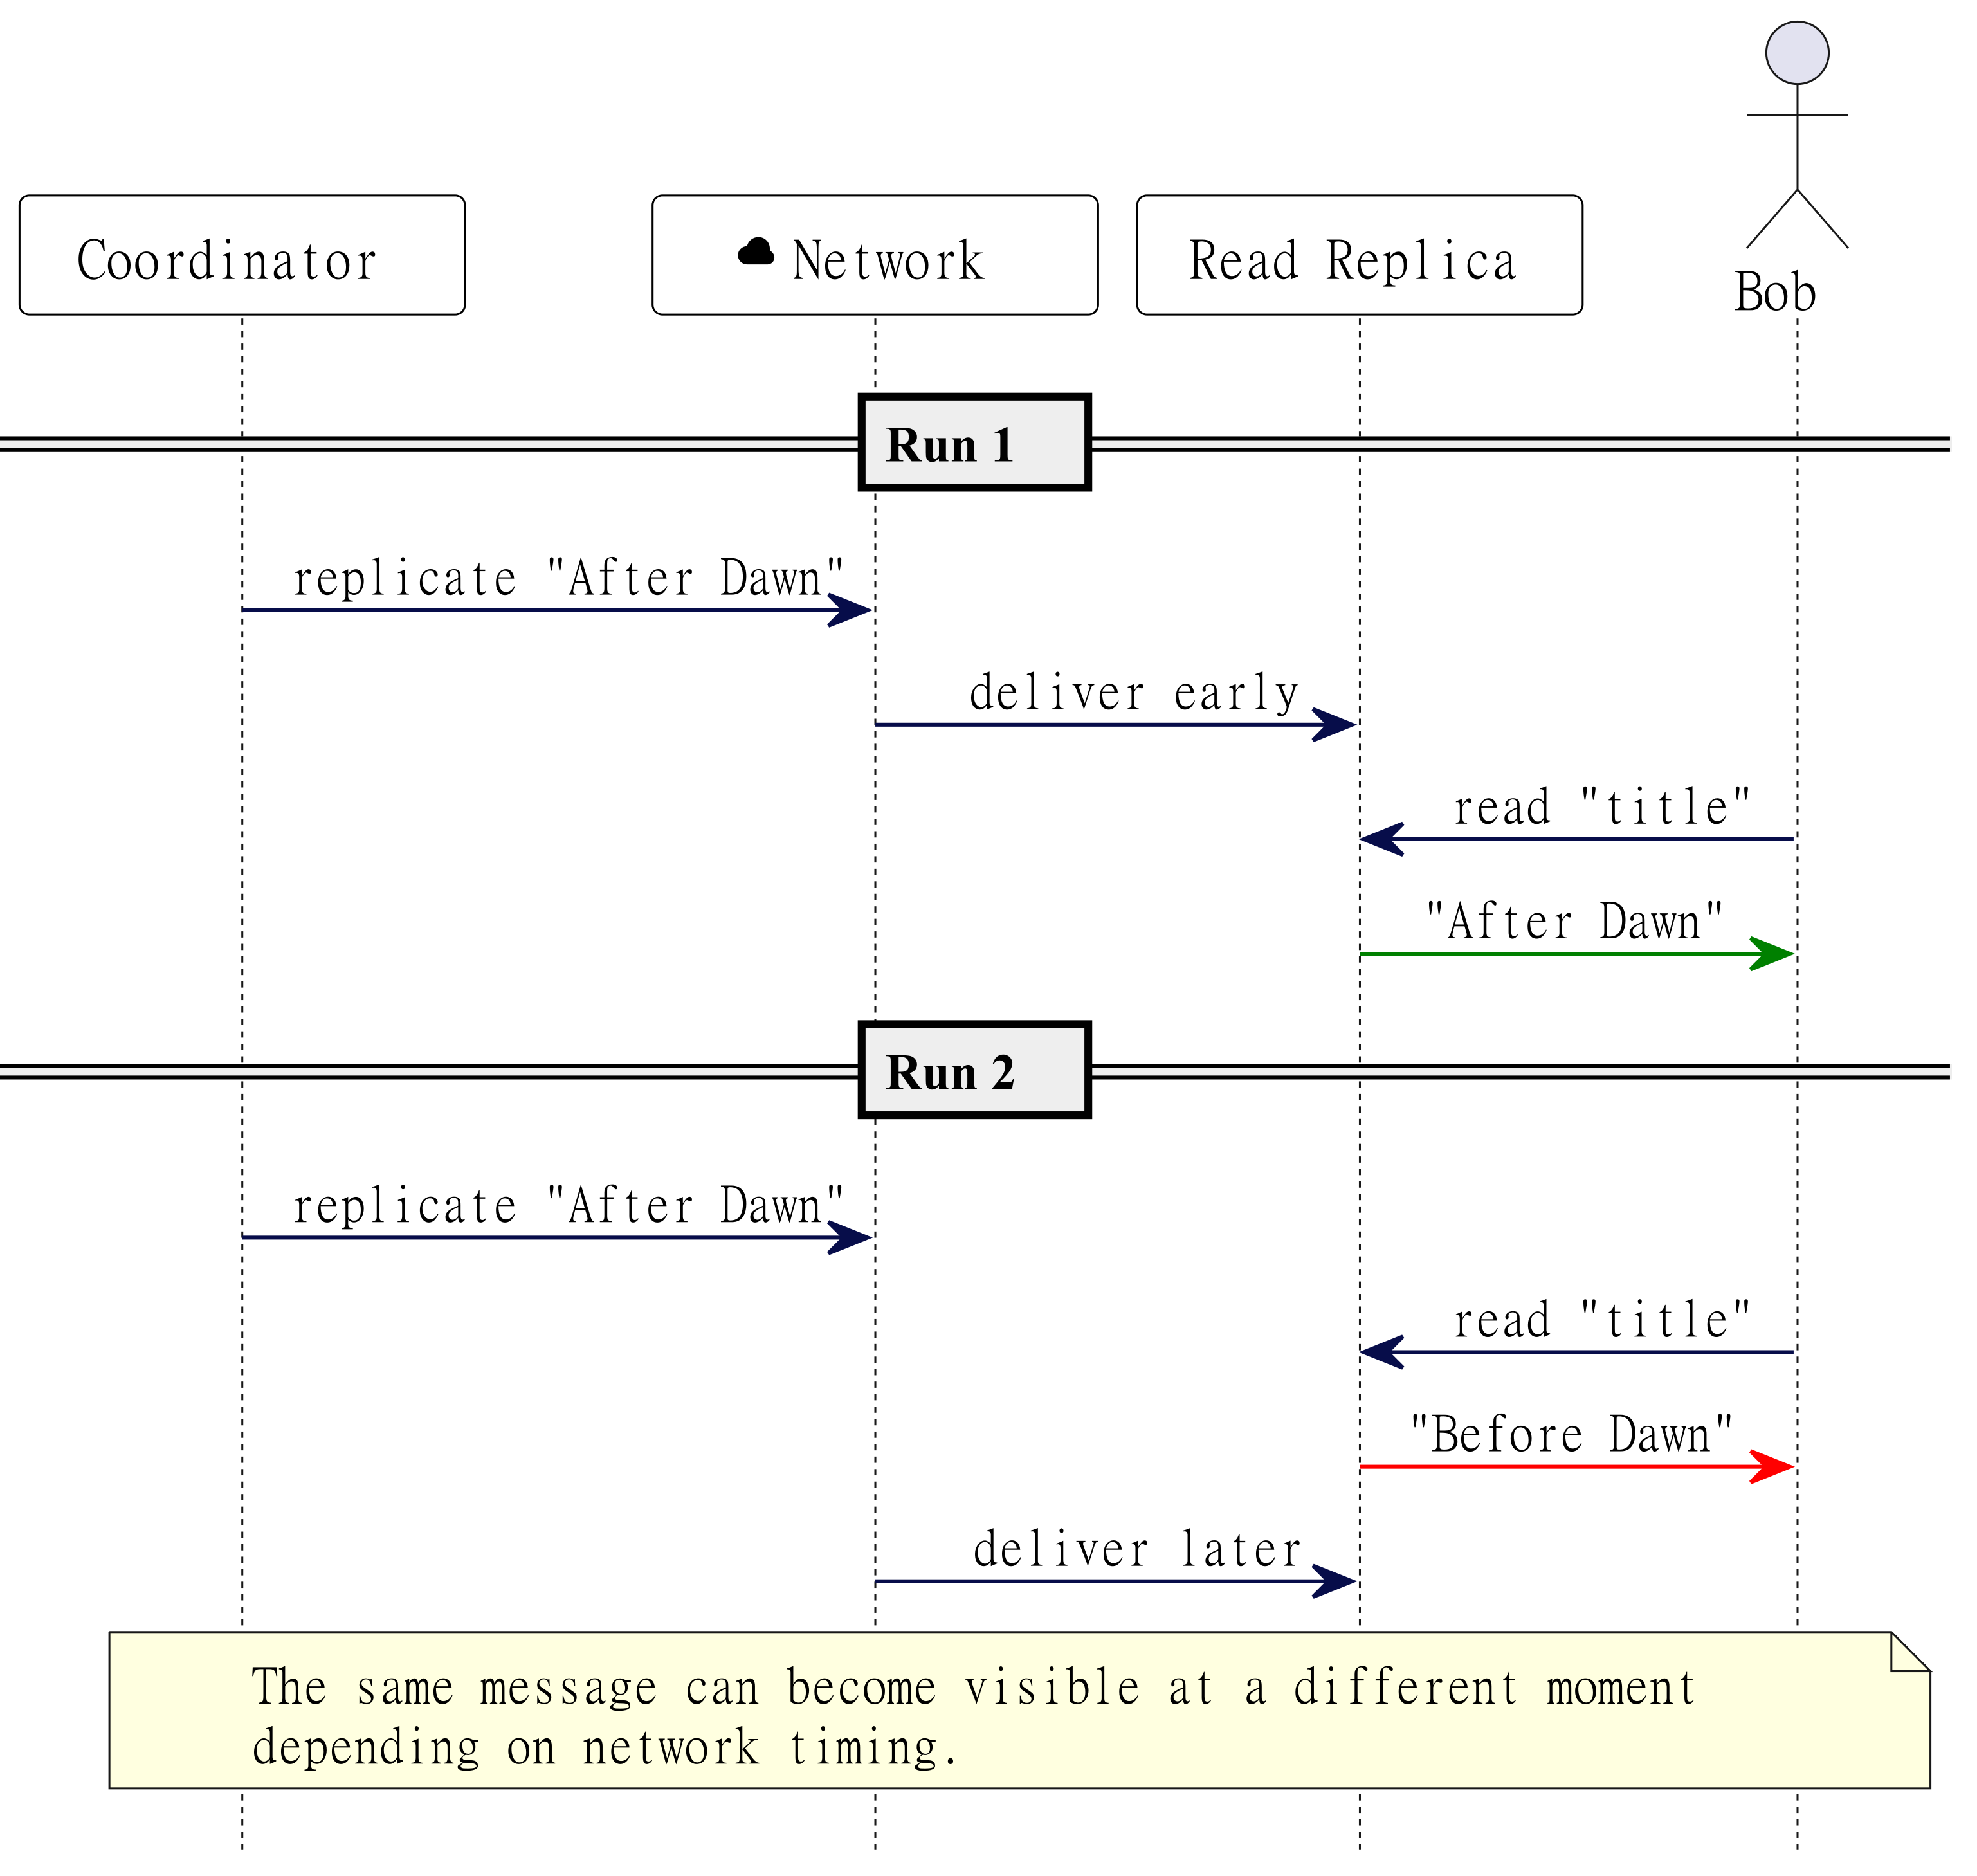 Coordinator
Network
Read Replica
Bob
Run 1
replicate "After Dawn"
deliver early
read "title"
"After Dawn"
Run 2
replicate "After Dawn"
read "title"
"Before Dawn"
deliver later
The same message can become visible at a different moment
depending on network timing.